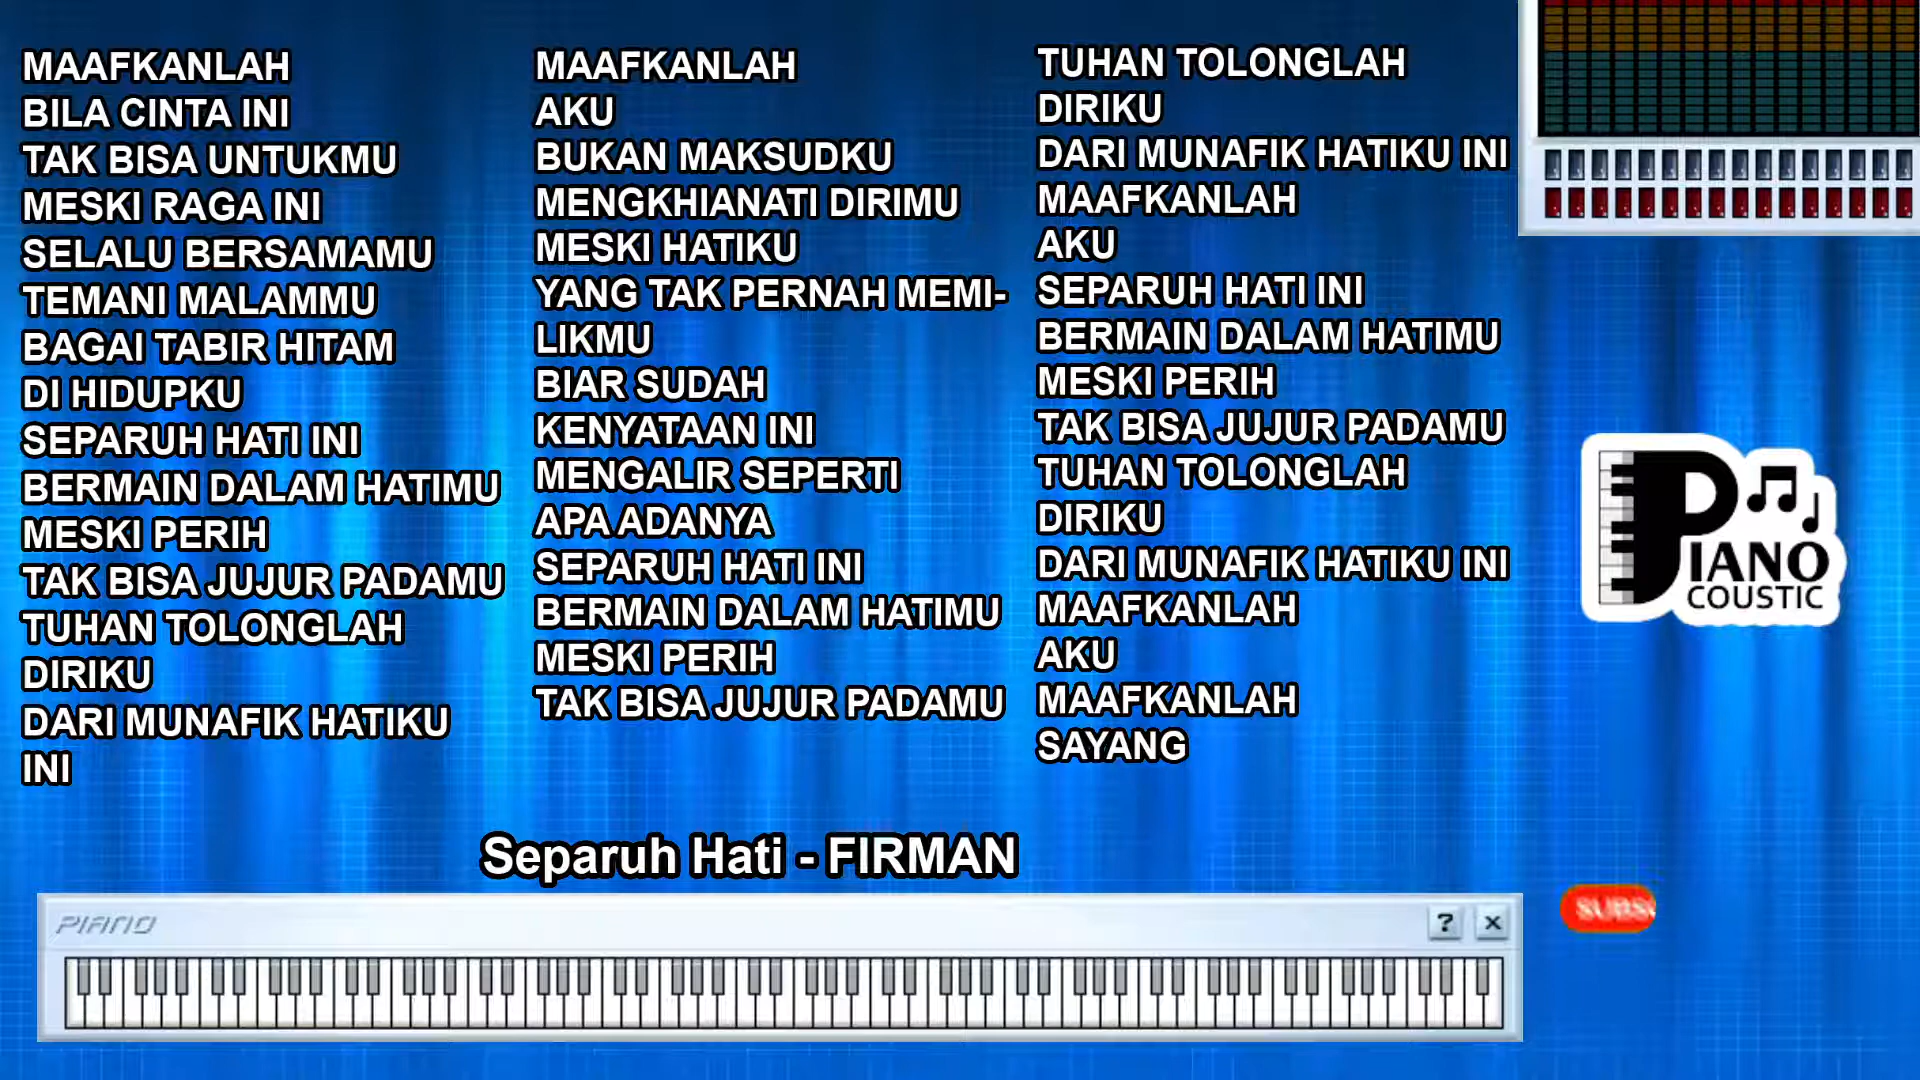 MAAFKANLAH
BILA CINTA INI
TAK BISA UNTUKMU
MESKI RAGA INI
SELALU BERSAMAMU
TEMANI MALAMMU
BAGAI TABIR HITAM
DI HIDUPKU
SEPARUH HATI INI
BERMAIN DALAM HATIMU
MESKI PERIH
TAK BISA JUJUR PADAMU
TUHAN TOLONGLAH
DIRIKU
DARI MUNAFIK HATIKU
INI
MAAFKANLAH
AKU
BUKAN MAKSUDKU
MENGKHIANATI DIRIMU
MESKI HATIKU
YANG TAK PERNAH MEMI-
LIKMU
BIAR SUDAH
KENYATAAN INI
MENGALIR SEPERTI
APA ADANYA
SEPARUH HATI INI
BERMAIN DALAM HATIMU
MESKI PERIH
TAK BISA JUJUR PADAMU
TUHAN TOLONGLAH
DIRIKU
DARI MUNAFIK HATIKU INI
MAAFKANLAH
AKU
SEPARUH HATI INI
BERMAIN DALAM HATIMU
MESKI PERIH
TAK BISA JUJUR PADAMU
TUHAN TOLONGLAH
DIRIKU
DARI MUNAFIK HATIKU INI
MAAFKANLAH
AKU
MAAFKANLAH
SAYANG
PIANO
COUSTIC
Separuh Hati - FIRMAN
PIANO
? ×
SUBS